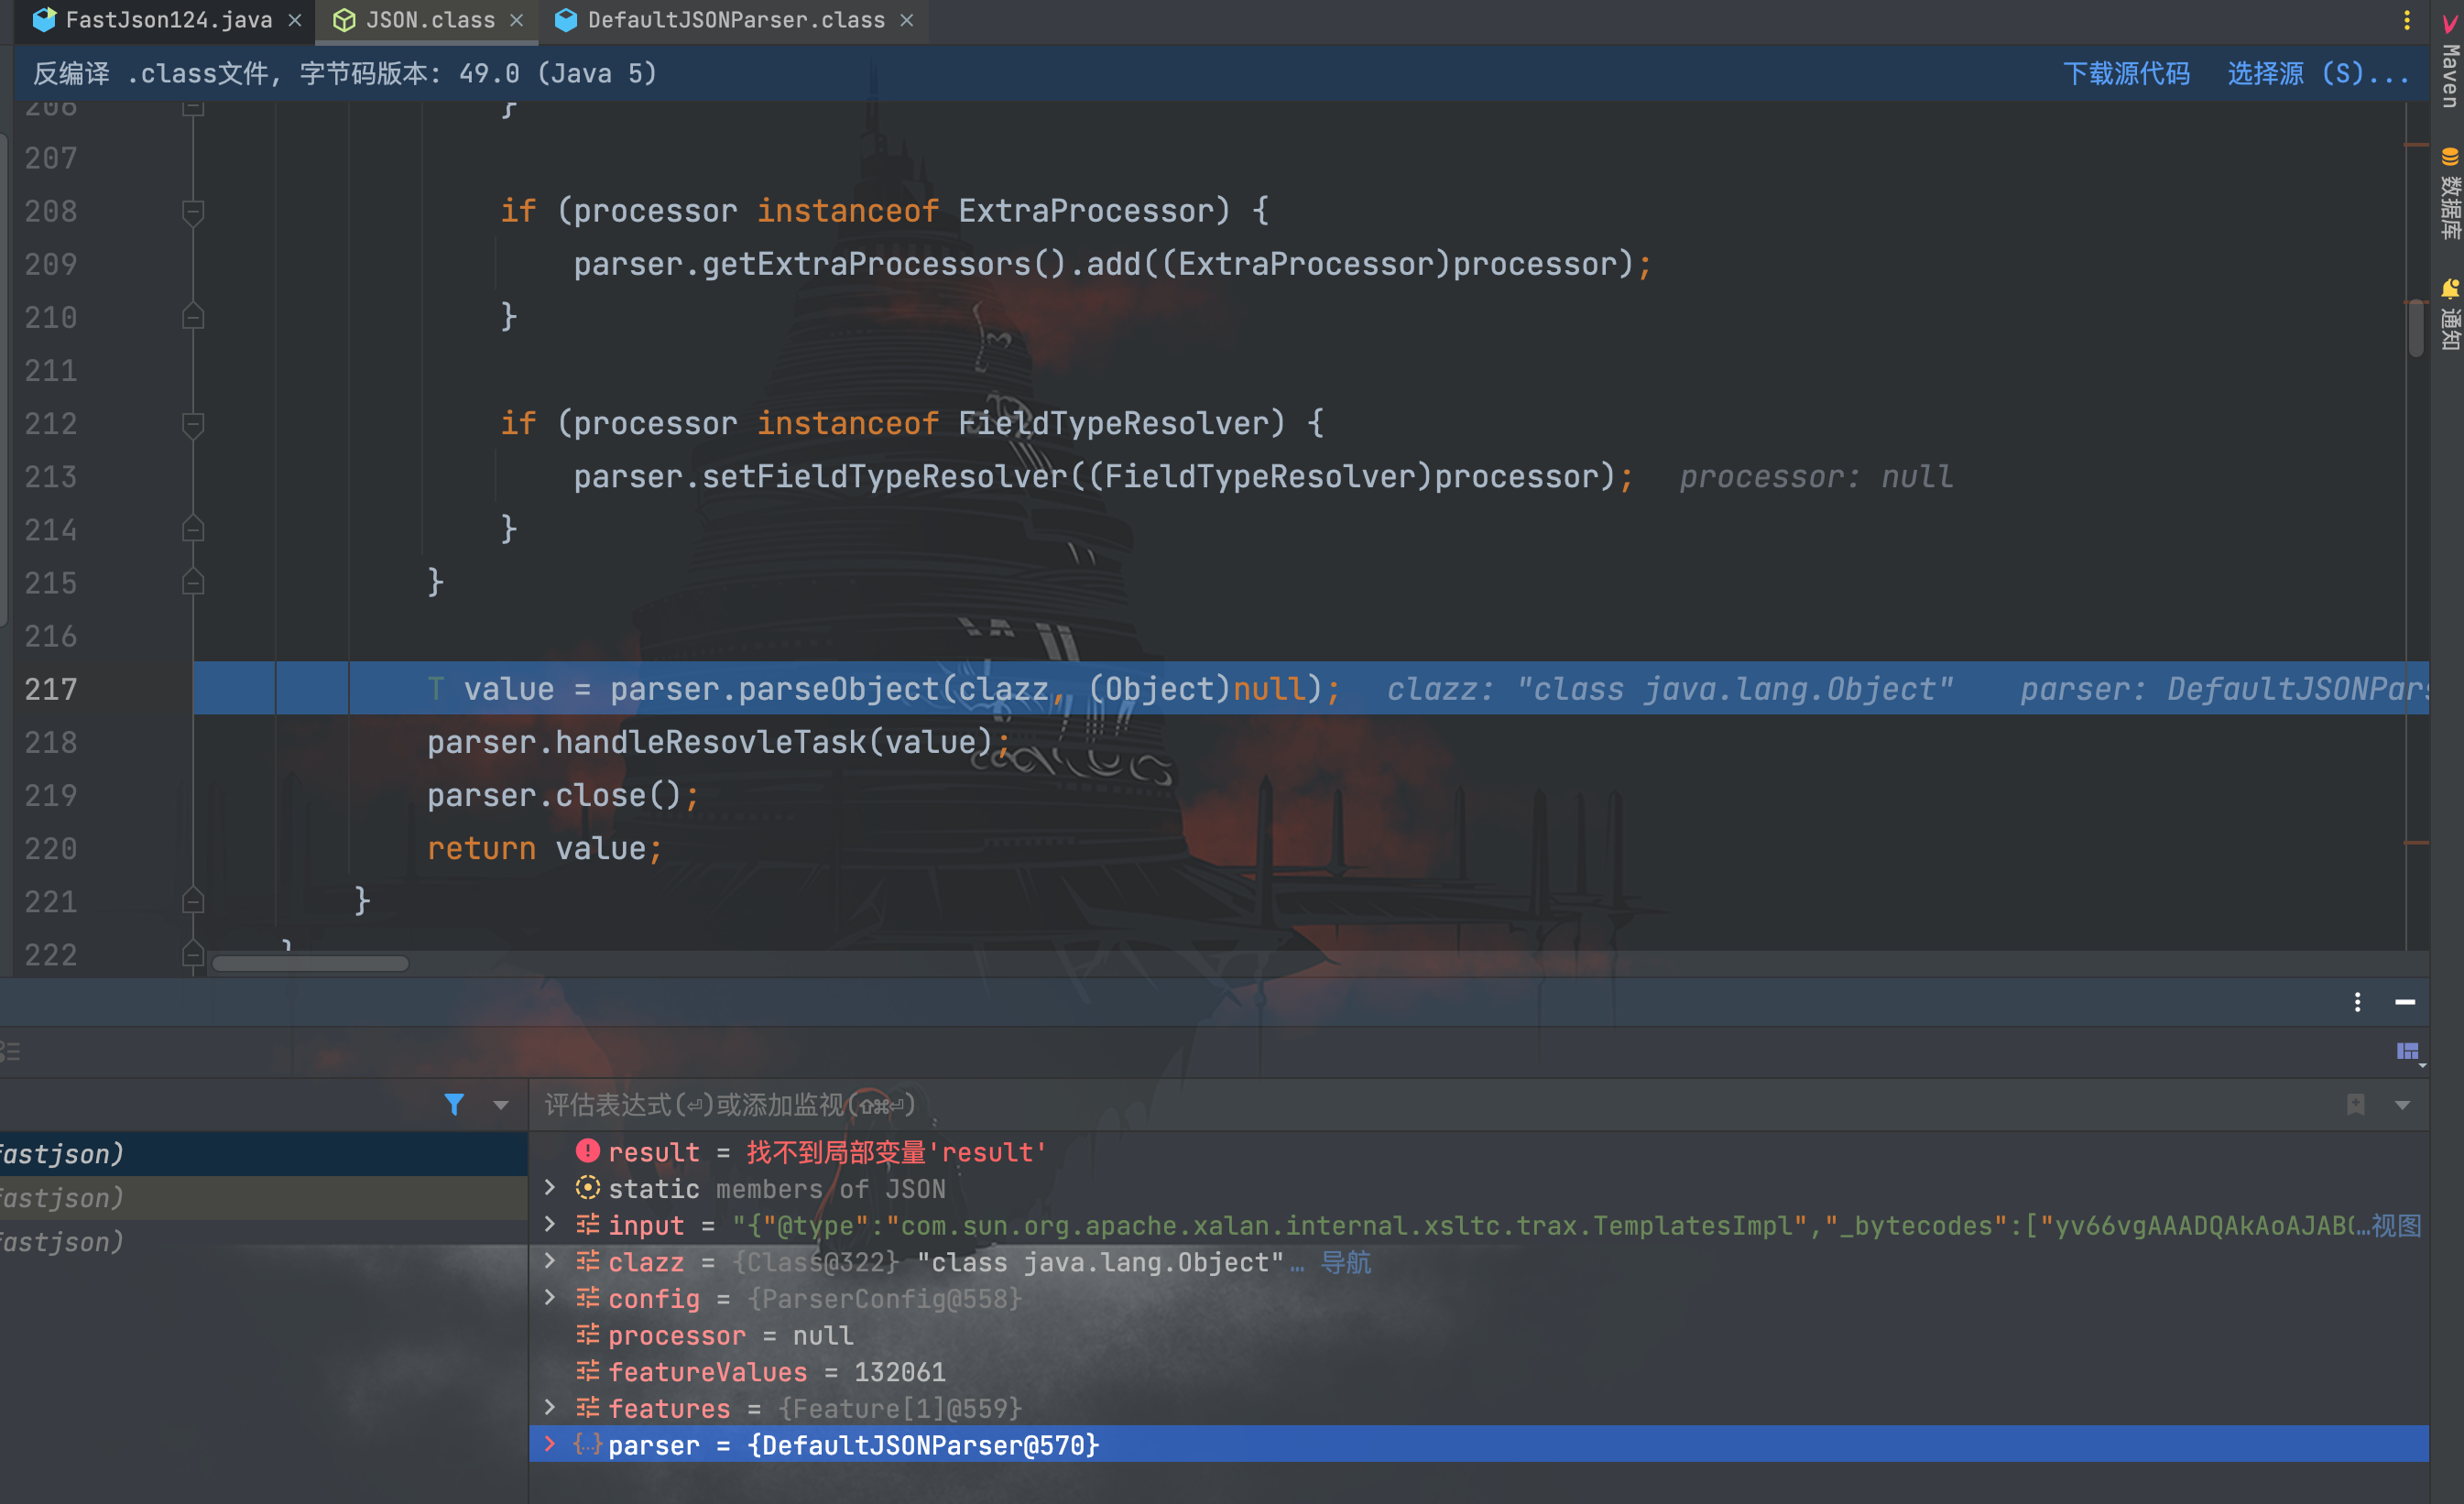 FastJson124.java
JSON.class
DefaultJSONParser.class
反编译 .class文件, 字节码版本: 49.0 (Java 5)
下载源代码
选择源 (S)...
206 }
207
208 if (processor instanceof ExtraProcessor) {
209 parser.getExtraProcessors().add((ExtraProcessor)processor);
210 }
211
212 if (processor instanceof FieldTypeResolver) {
213 parser.setFieldTypeResolver((FieldTypeResolver)processor); processor: null
214 }
215 }
216
217 T value = parser.parseObject(clazz, (Object)null); clazz: "class java.lang.Object" parser: DefaultJSONPars
218 parser.handleResovleTask(value);
219 parser.close();
220 return value;
221 }
222 }
Maven
数据库
通知
评估表达式(⏎)或添加监视(⇧⌘⏎)
fastjson)
fastjson)
fastjson)
result = 找不到局部变量'result'
static members of JSON
input = "{"@type":"com.sun.org.apache.xalan.internal.xsltc.trax.TemplatesImpl","_bytecodes":["yv66vgAAADQAkAoAJAB(...视图
clazz = {Class@322} "class java.lang.Object"... 导航
config = {ParserConfig@558}
processor = null
featureValues = 132061
features = {Feature[1]@559}
parser = {DefaultJSONParser@570}